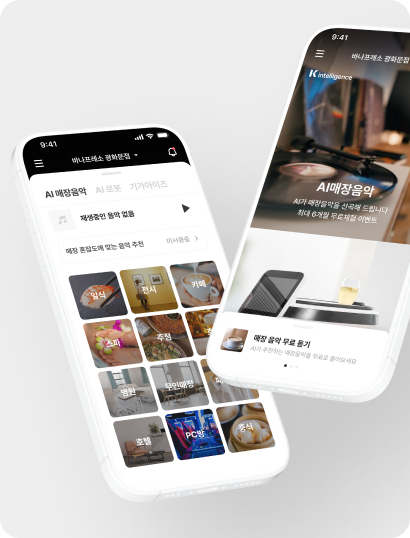 9:41
바나프레소 광화문점
AI 매장음악 AI 로봇 기가아이즈
재생중인 음악 없음
매장 혼잡도에 맞는 음악 추천 미사용중
일식 전시 카페
스파 주점
병원 무인매장
호텔 PC방 중식
9:41
바나프레소 광화문점
K intelligence
AI매장음악
AI가 매장음악을 선곡해 드립니다
최대 6개월 무료체험 이벤트
매장 음악 무료 듣기
AI가 추천하는 매장음악을 무료로 들어보세요